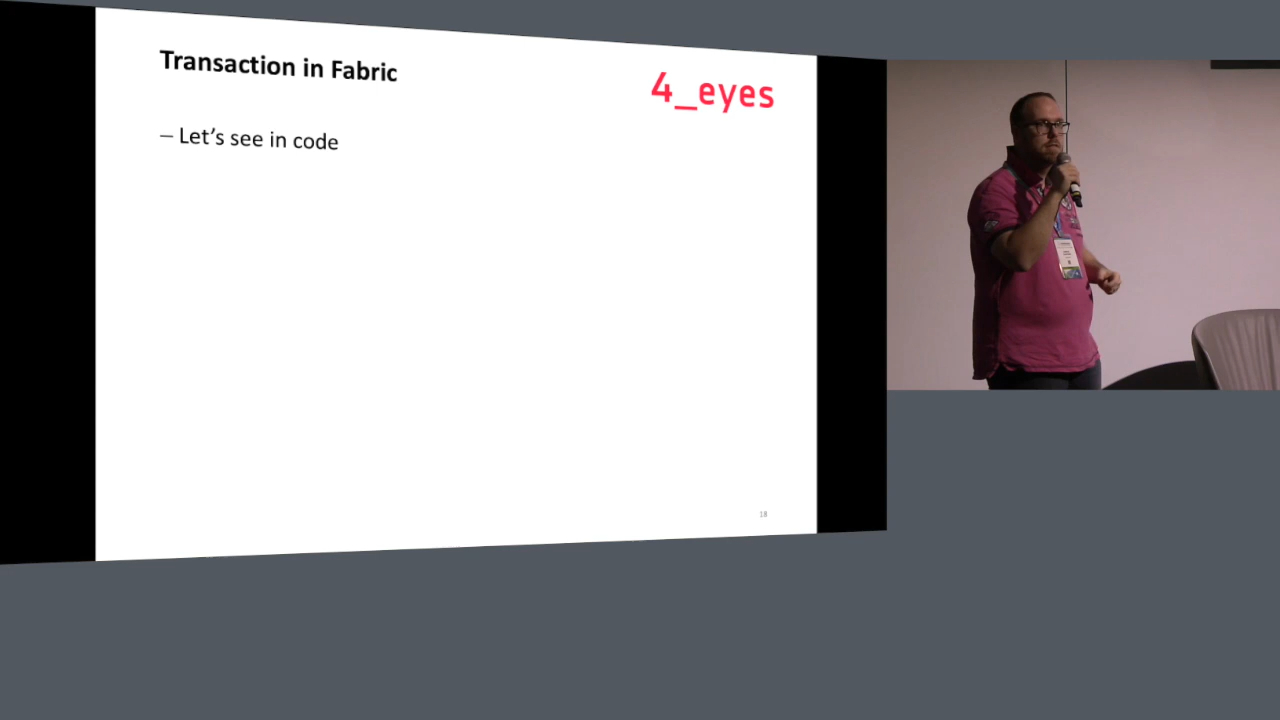 Transaction in Fabric
4_eyes
– Let's see in code
18